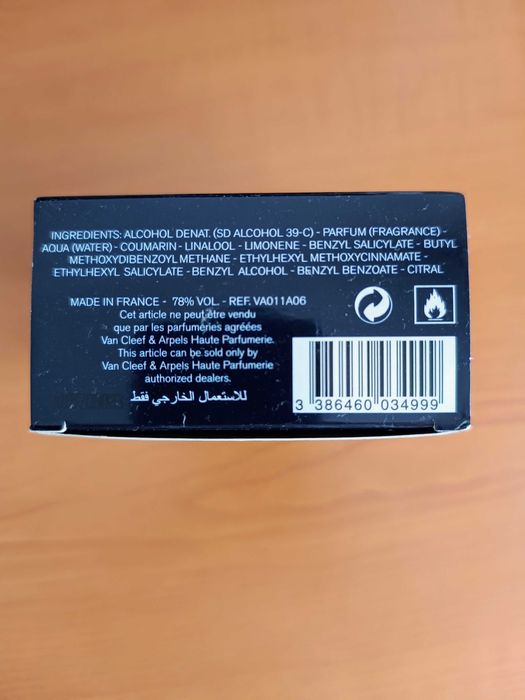 INGREDIENTS: ALCOHOL DENAT. (SD ALCOHOL 39-C) - PARFUM (FRAGRANCE) -
AQUA (WATER) - COUMARIN - LINALOOL - LIMONENE - BENZYL SALICYLATE - BUTYL
METHOXYDIBENZOYL METHANE - ETHYLHEXYL METHOXYCINNAMATE -
ETHYLHEXYL SALICYLATE - BENZYL ALCOHOL - BENZYL BENZOATE - CITRAL
MADE IN FRANCE - 78% VOL. - REF. VA011A06
Cet article ne peut être vendu
que par les parfumeries agréées
Van Cleef & Arpels Haute Parfumerie.
This article can be sold only by
Van Cleef & Arpels Haute Parfumerie
authorized dealers.
للاستعمال الخارجي فقط
3 386460 034999